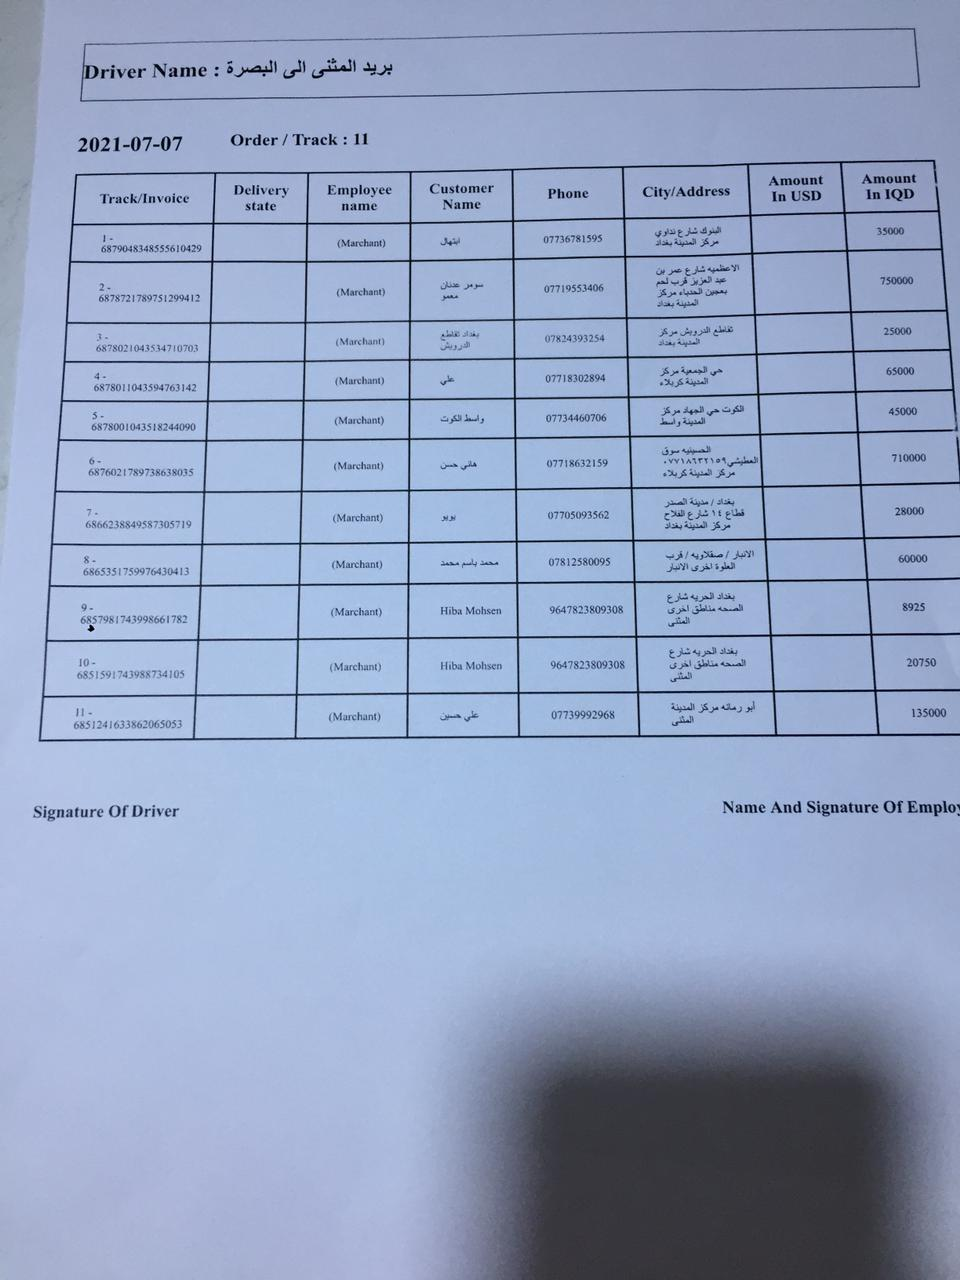 Driver Name : بريد المثنى الى البصرة
2021-07-07 Order / Track : 11
Track/Invoice Delivery state Employee name Customer Name Phone City/Address Amount In USD Amount In IQD
1 - 6879048348555610429 (Marchant) ابتهال 07736781595 البنوك شارع نداوي مركز المدينة بغداد 35000
2 - 6878721789751299412 (Marchant) سومر عدنان معمو 07719553406 الاعظميه شارع عمر بن عبد العزيز قرب لحم بعجين الحدباء مركز المدينة بغداد 750000
3 - 6878021043534710703 (Marchant) بغداد تقاطع الدرويش 07824393254 تقاطع الدرويش مركز المدينة بغداد 25000
4 - 6878011043594763142 (Marchant) علي 07718302894 حي الجمعية مركز المدينة كربلاء 65000
5 - 6878001043518244090 (Marchant) واسط الكوت 07734460706 الكوت حي الجهاد مركز المدينة واسط 45000
6 - 6876021789738638035 (Marchant) هاني حسن 07718632159 الحسينيه سوق العطيشي٠٧٧١٨٦٣٢١٥٩ مركز المدينة كربلاء 710000
7 - 6866238849587305719 (Marchant) يويو 07705093562 بغداد / مدينة الصدر قطاع ١٤ شارع الفلاح مركز المدينة بغداد 28000
8 - 6865351759976430413 (Marchant) محمد باسم محمد 07812580095 الانبار / صقلاويه / قرب العلوة اخرى الانبار 60000
9 - 6857981743998661782 (Marchant) Hiba Mohsen 9647823809308 بغداد الحريه شارع الصحه مناطق اخرى المثنى 8925
10 - 6851591743988734105 (Marchant) Hiba Mohsen 9647823809308 بغداد الحريه شارع الصحه مناطق اخرى المثنى 20750
11 - 6851241633862065053 (Marchant) علي حسين 07739992968 أبو رمانه مركز المدينة المثنى 135000
Signature Of Driver Name And Signature Of Employ